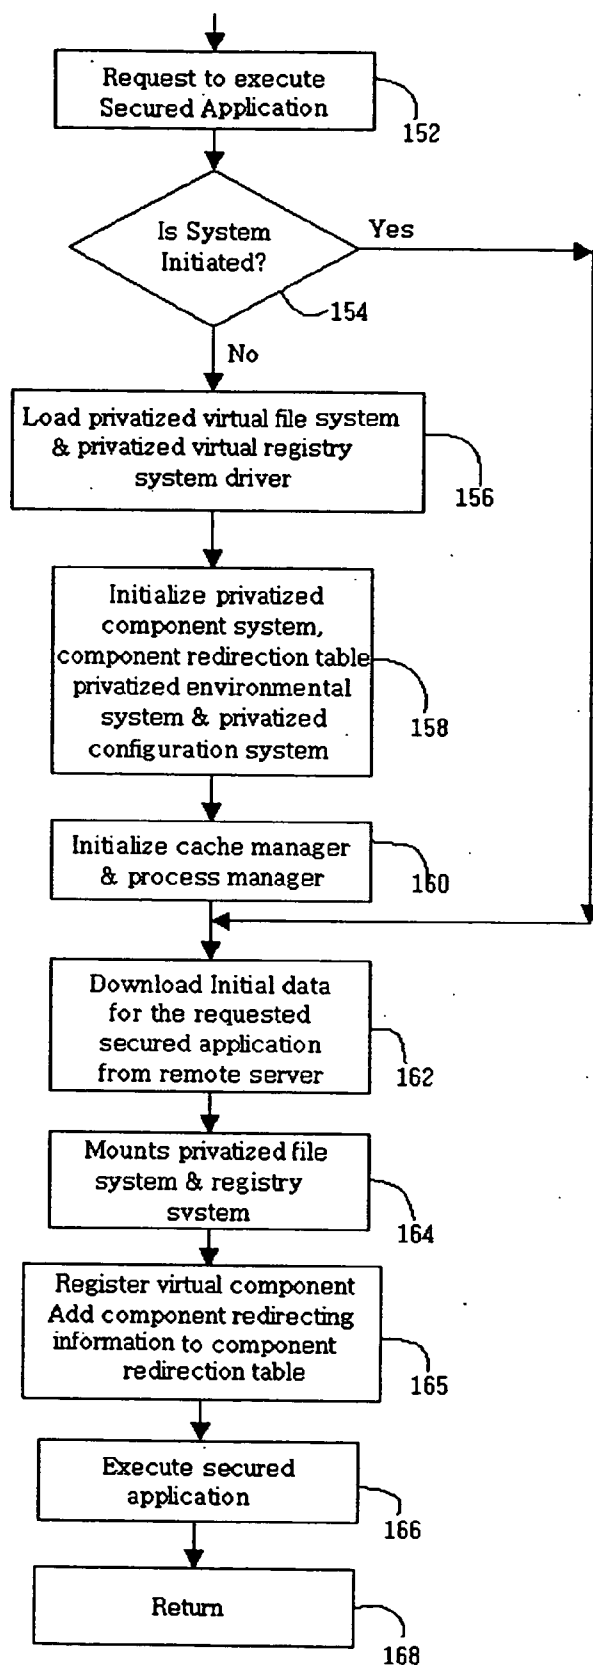 Request to execute
Secured Application
152
Is System
Initiated?
Yes
154
No
Load privatized virtual file system
& privatized virtual registry
system driver
156
Initialize privatized
component system,
component redirection table
privatized environmental
system & privatized
configuration system
158
Initialize cache manager
& process manager
160
Download Initial data
for the requested
secured application
from remote server
162
Mounts privatized file
system & registry
system
164
Register virtual component
Add component redirecting
information to component
redirection table
165
Execute secured
application
166
Return
168